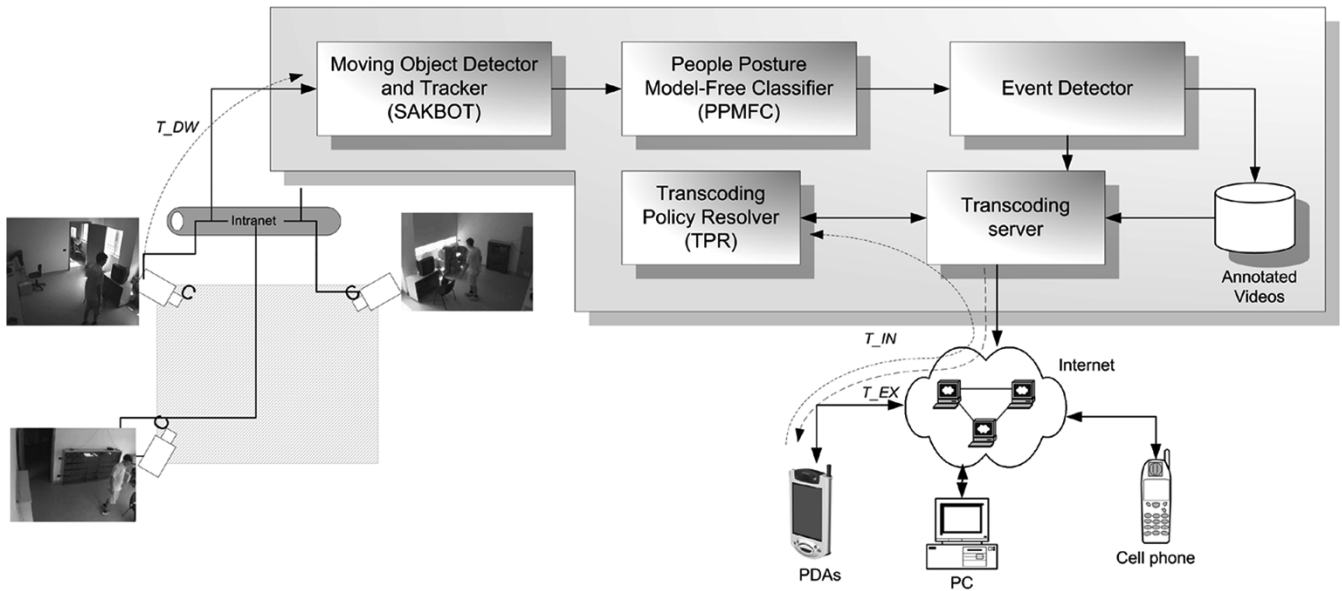 Moving Object Detector
and Tracker
(SAKBOT)
People Posture
Model-Free Classifier
(PPMFC)
Event Detector
T_DW
Intranet
Transcoding
Policy Resolver
(TPR)
Transcoding
server
Annotated
Videos
T_IN
Internet
T_EX
PDAs
PC
Cell phone